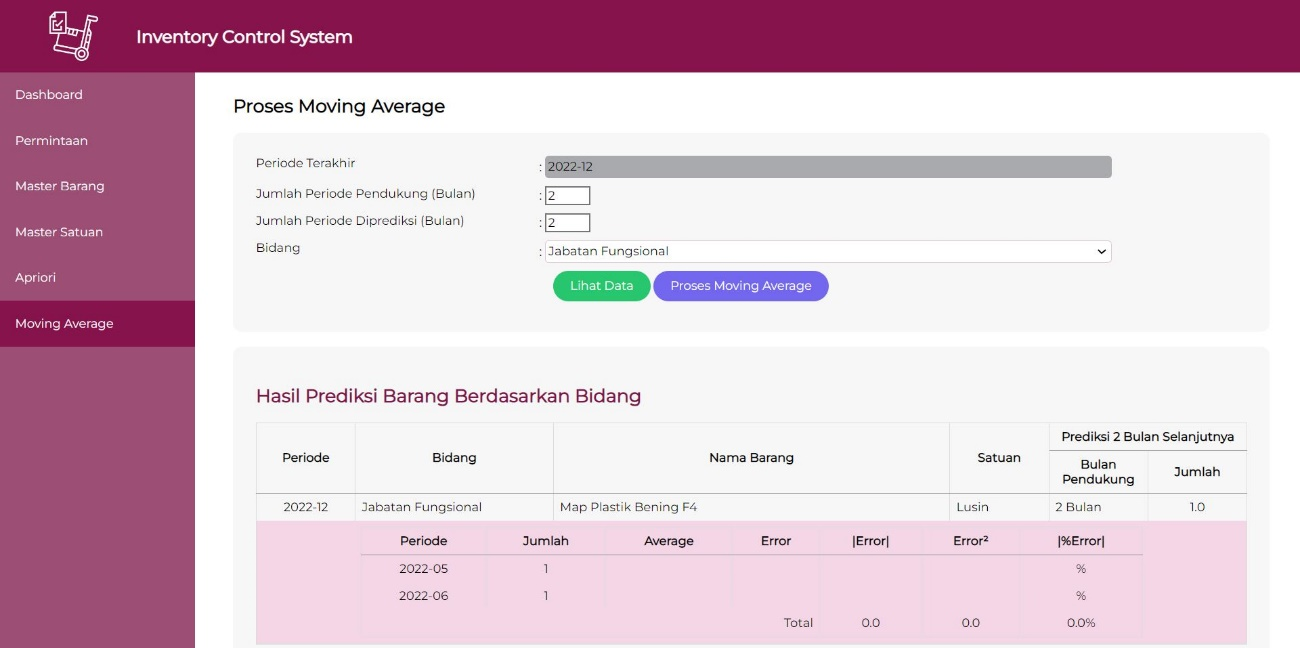 Inventory Control System
Dashboard
Permintaan
Master Barang
Master Satuan
Apriori
Moving Average
Proses Moving Average
Periode Terakhir : 2022-12
Jumlah Periode Pendukung (Bulan) : 2
Jumlah Periode Diprediksi (Bulan) : 2
Bidang : Jabatan Fungsional
Lihat Data Proses Moving Average
Hasil Prediksi Barang Berdasarkan Bidang
Periode Bidang Nama Barang Satuan Prediksi 2 Bulan Selanjutnya
Bulan Pendukung Jumlah
2022-12 Jabatan Fungsional Map Plastik Bening F4 Lusin 2 Bulan 1.0
Periode Jumlah Average Error |Error| Error² |%Error|
2022-05 1 %
2022-06 1 %
Total 0.0 0.0 0.0%